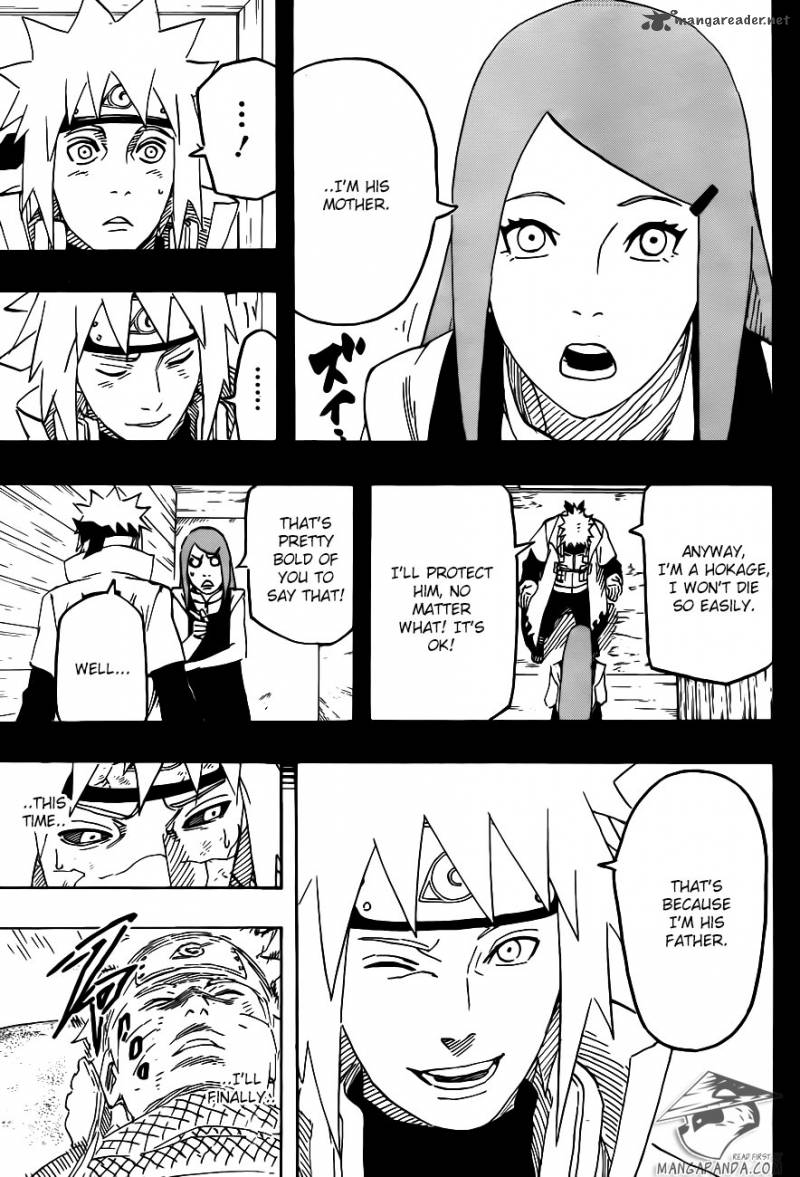 mangareader.net
..I'M HIS
MOTHER.
ズイ
...!
......
ANYWAY,
I'M A HOKAGE,
I WON'T DIE
SO EASILY.
I'LL PROTECT
HIM, NO
MATTER
WHAT! IT'S
OK!
THAT'S
PRETTY
BOLD OF
YOU TO
SAY THAT!
WELL...
THAT'S
BECAUSE
I'M HIS
FATHER.
..THIS
TIME..
..I'LL
FINALLY..
READ FIRST
MANGAPANDA.COM